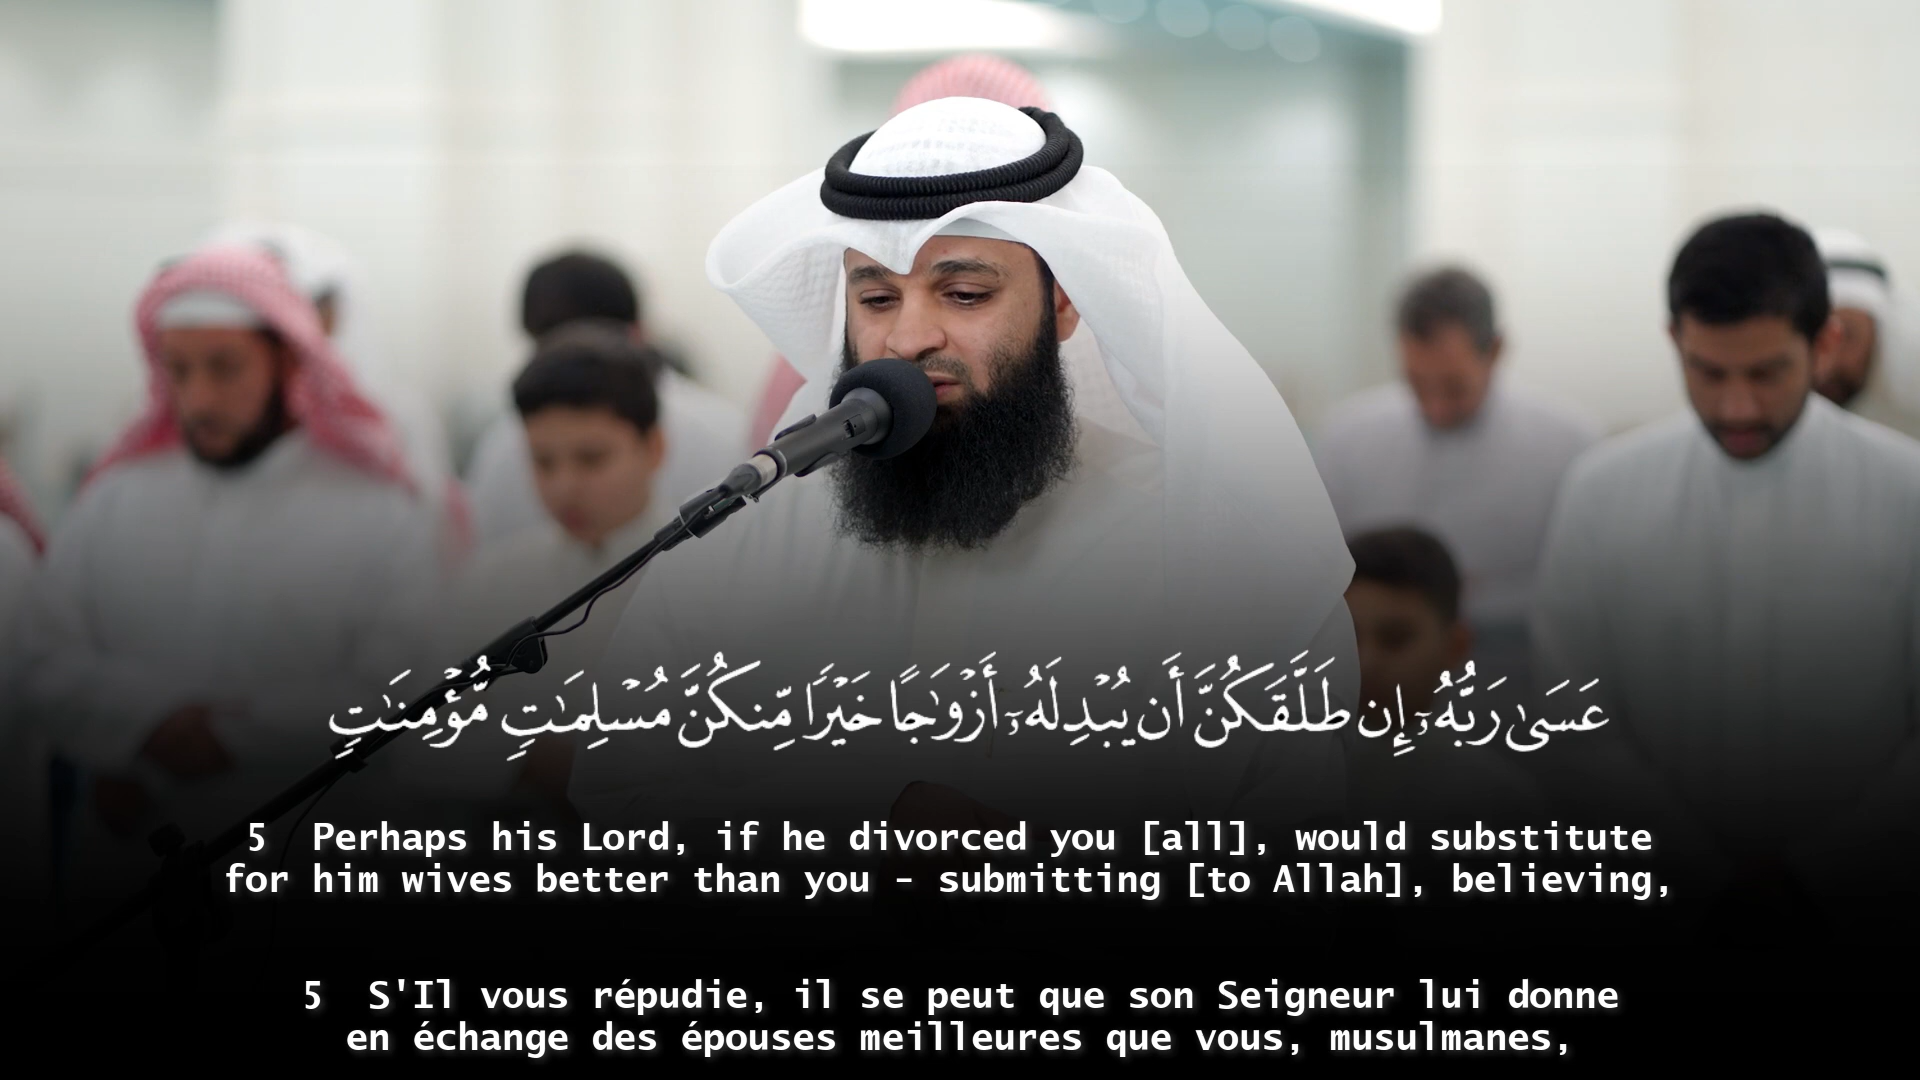 عَسَىٰ رَبُّهُۥٓ إِن طَلَّقَكُنَّ أَن يُبْدِلَهُۥٓ أَزْوَٰجًا خَيْرًا مِّنكُنَّ مُسْلِمَٰتٍ مُّؤْمِنَٰتٍ
5 Perhaps his Lord, if he divorced you [all], would substitute
for him wives better than you - submitting [to Allah], believing,
5 S'Il vous répudie, il se peut que son Seigneur lui donne
en échange des épouses meilleures que vous, musulmanes,